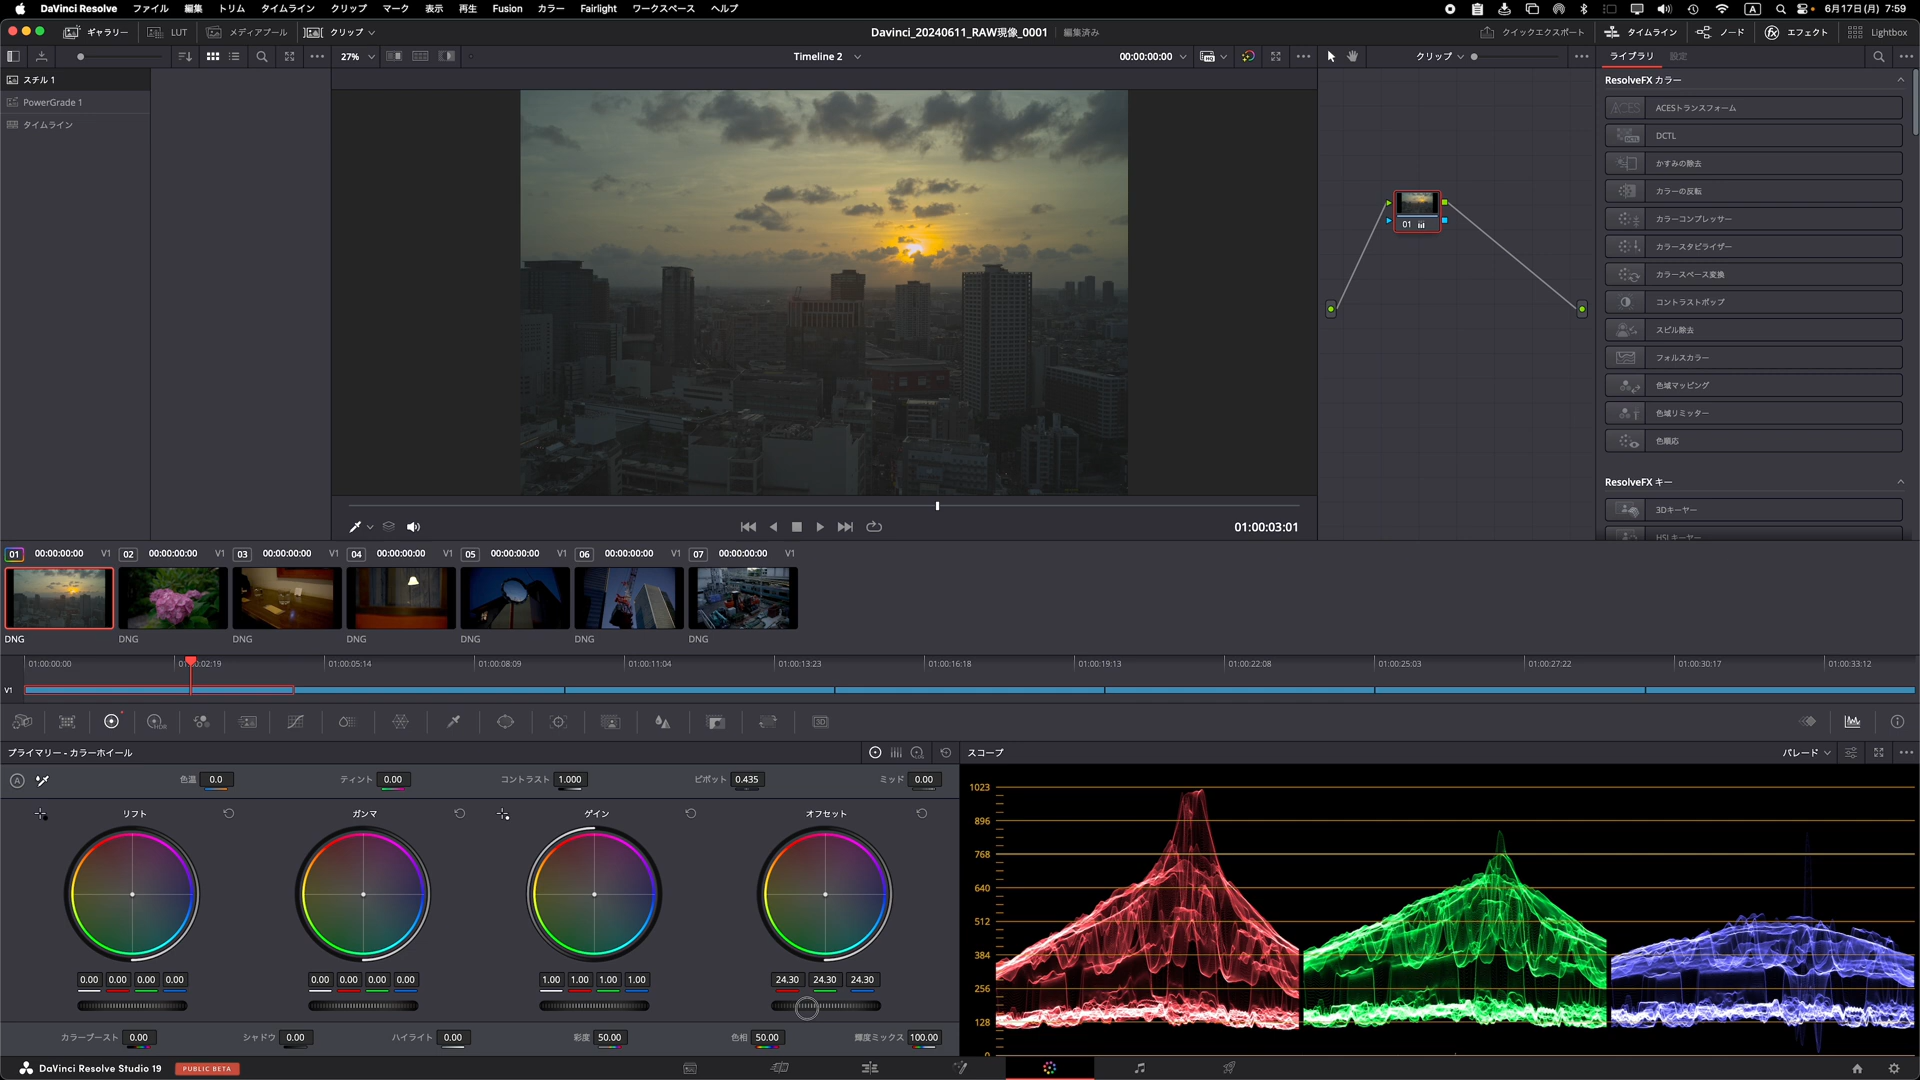 DaVinci Resolve ファイル 編集 トリム タイムライン クリップ マーク 表示 再生 Fusion カラー Fairlight ワークスペース ヘルプ A 6月17日(月) 7:59
ギャラリー LUT メディアプール クリップ Davinci_20240611_RAW現像_0001 編集済み クイックエクスポート タイムライン ノード エフェクト Lightbox
27% Timeline 2 00:00:00:00 クリップ ライブラリ 設定
スチル 1
PowerGrade 1
タイムライン
ResolveFX カラー
ACES ACESトランスフォーム
DCTL
かすみの除去
カラーの反転
カラーコンプレッサー
カラースタビライザー
カラースペース変換
コントラストポップ
スピル除去
フォルスカラー
色域マッピング
色域リミッター
色順応
ResolveFX キー
3Dキーヤー
HSLキーヤー
01
01:00:03:01
01 00:00:00:00 V1 02 00:00:00:00 V1 03 00:00:00:00 V1 04 00:00:00:00 V1 05 00:00:00:00 V1 06 00:00:00:00 V1 07 00:00:00:00 V1
DNG DNG DNG DNG DNG DNG DNG
01:00:00:00 01:00:02:19 01:00:05:14 01:00:08:09 01:00:11:04 01:00:13:23 01:00:16:18 01:00:19:13 01:00:22:08 01:00:25:03 01:00:27:22 01:00:30:17 01:00:33:12
V1
HDR 3D
プライマリー - カラーホイール スコープ パレード
A 色温 0.0 ティント 0.00 コントラスト 1.000 ピボット 0.435 ミッド 0.00
リフト ガンマ ゲイン オフセット
0.00 0.00 0.00 0.00 0.00 0.00 0.00 0.00 1.00 1.00 1.00 1.00 24.30 24.30 24.30
カラーブースト 0.00 シャドウ 0.00 ハイライト 0.00 彩度 50.00 色相 50.00 輝度ミックス 100.00
1023
896
768
640
512
384
256
128
0
DaVinci Resolve Studio 19 PUBLIC BETA